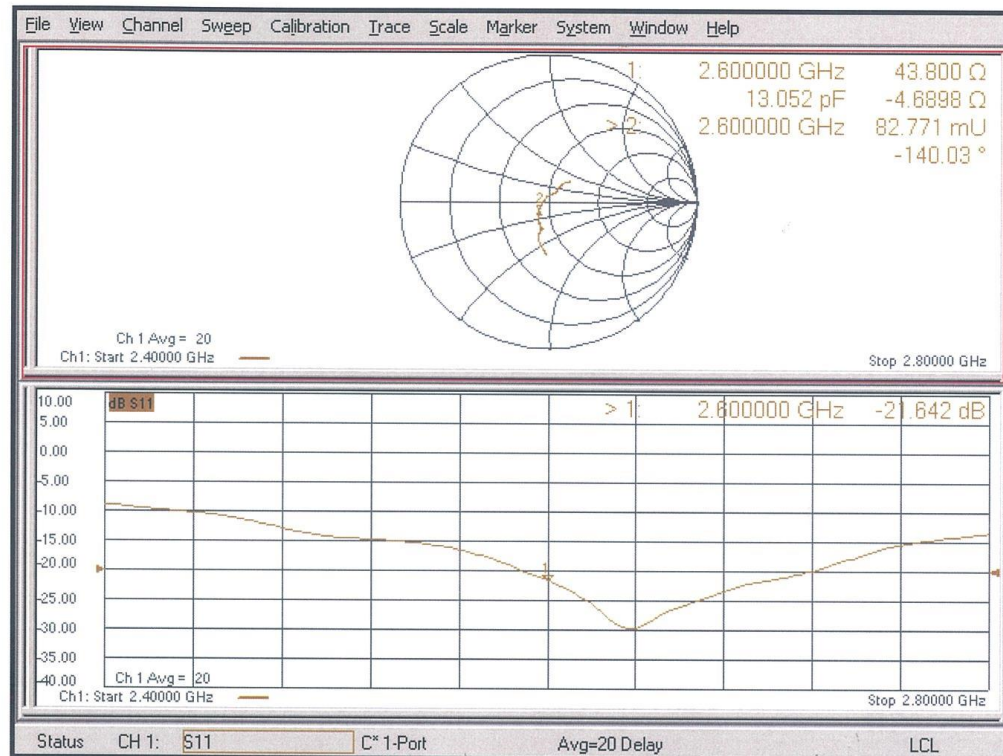 File View Channel Sweep Calibration Trace Scale Marker System Window Help
1: 2.600000 GHz 43.800 Ω
13.052 pF -4.6898 Ω
> 2: 2.600000 GHz 82.771 mU
-140.03 °
2
Ch 1 Avg = 20
Ch1: Start 2.40000 GHz Stop 2.80000 GHz
10.00 dB S11 > 1: 2.600000 GHz -21.642 dB
5.00
0.00
-5.00
-10.00
-15.00
-20.00 1
-25.00
-30.00
-35.00
-40.00 Ch 1 Avg = 20
Ch1: Start 2.40000 GHz Stop 2.80000 GHz
Status CH 1: S11 C* 1-Port Avg=20 Delay LCL